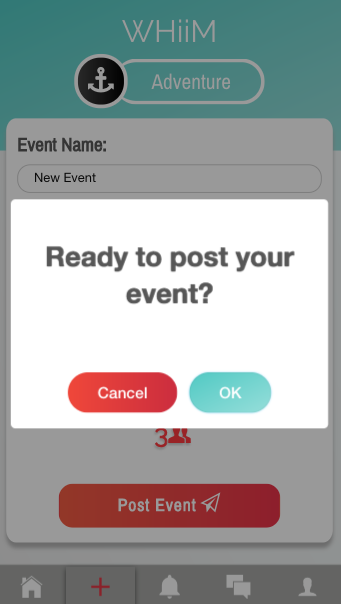 WHiiM
Adventure
Event Name:
New Event
Ready to post your
event?
Cancel
OK
3
Post Event